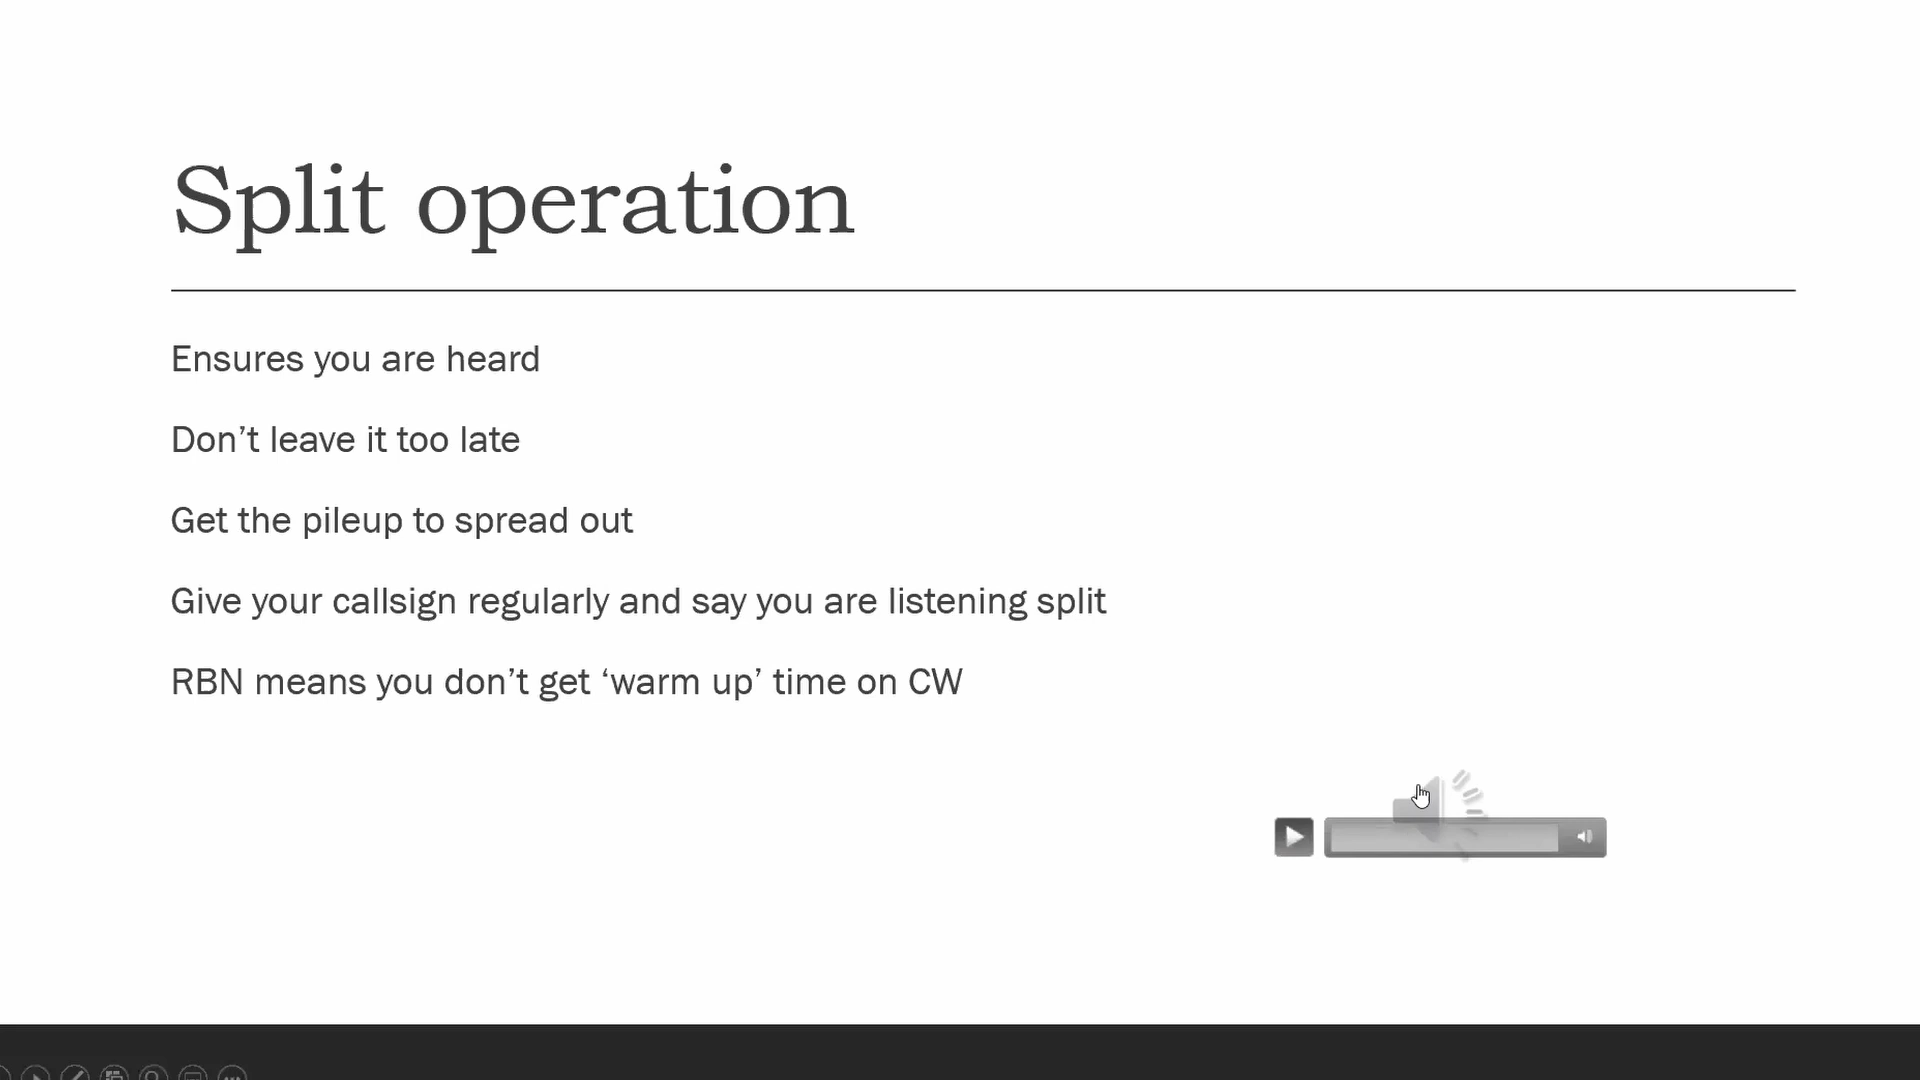 Split operation
Ensures you are heard
Don’t leave it too late
Get the pileup to spread out
Give your callsign regularly and say you are listening split
RBN means you don’t get ‘warm up’ time on CW